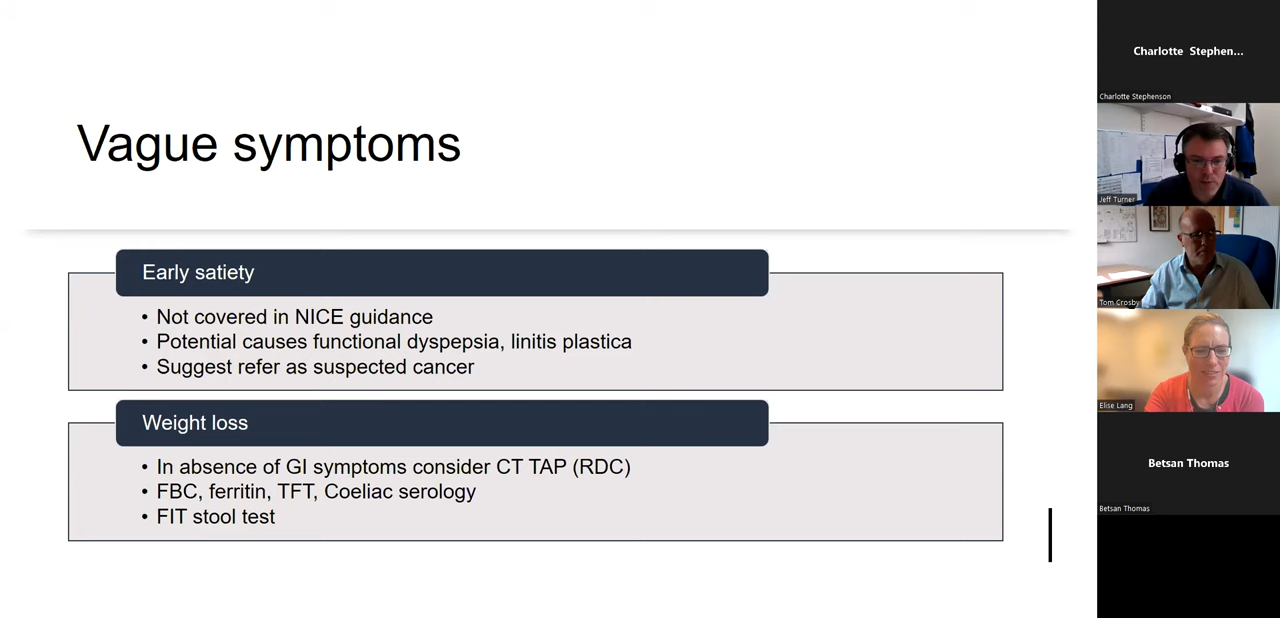 Vague symptoms
Early satiety
• Not covered in NICE guidance
• Potential causes functional dyspepsia, linitis plastica
• Suggest refer as suspected cancer
Weight loss
• In absence of GI symptoms consider CT TAP (RDC)
• FBC, ferritin, TFT, Coeliac serology
• FIT stool test
Charlotte Stephen...
Charlotte Stephenson
Jeff Turner
Tom Crosby
Elise Lang
Betsan Thomas
Betsan Thomas